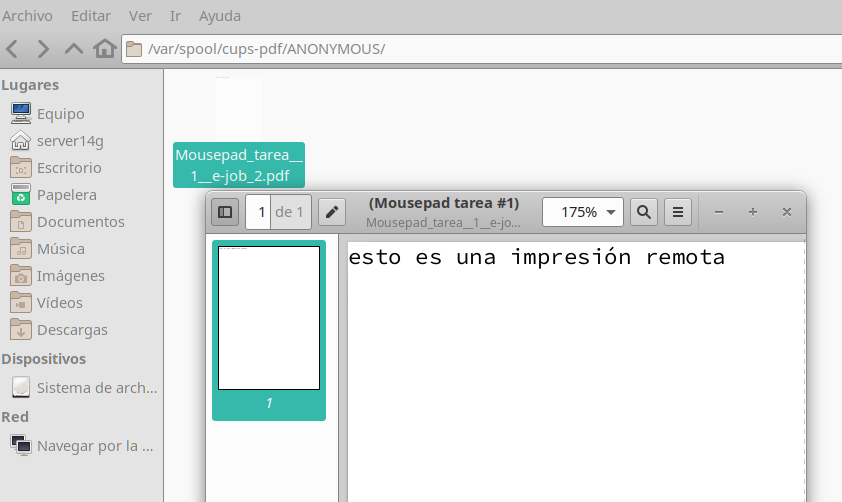 Archivo Editar Ver Ir Ayuda
/var/spool/cups-pdf/ANONYMOUS/
Lugares
Equipo
server14g
Escritorio
Papelera
Documentos
Música
Imágenes
Vídeos
Descargas
Dispositivos
Sistema de arch...
Red
Navegar por la ...
Mousepad_tarea__
1__e-job_2.pdf
1 de 1
(Mousepad tarea #1)
Mousepad_tarea__1__e-jo...
175%
1
esto es una impresión remota